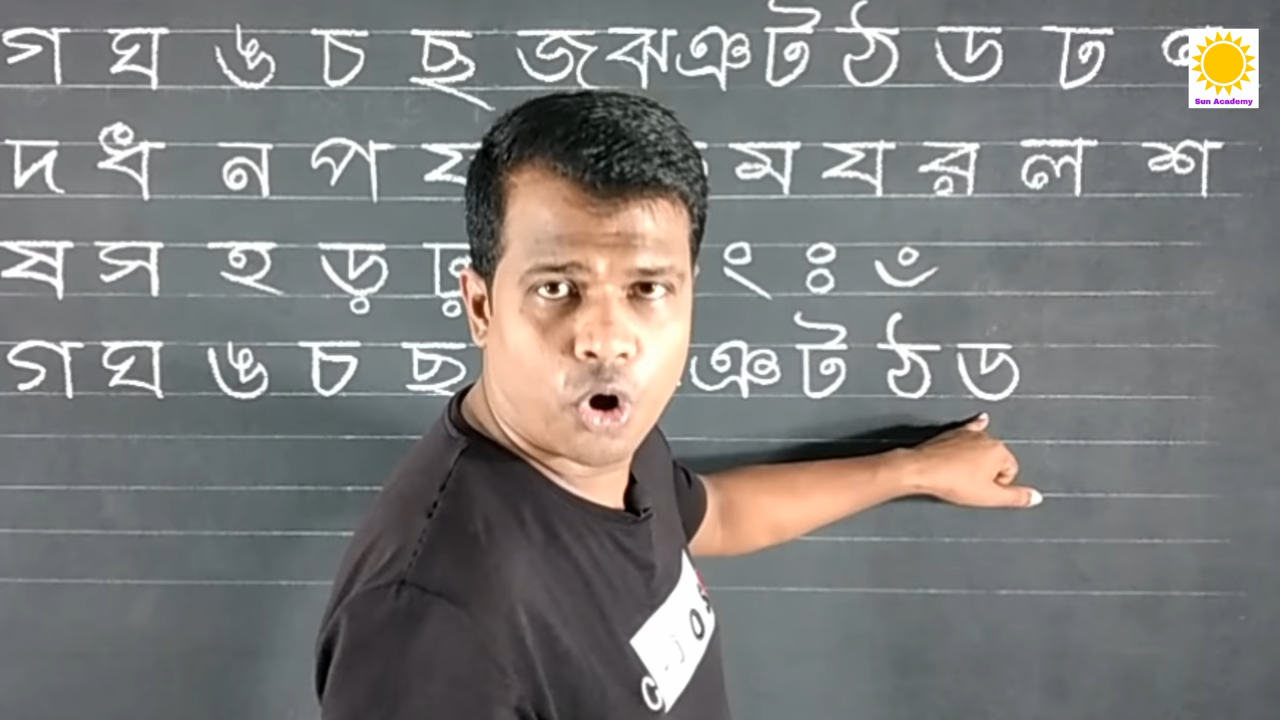 গ ঘ ঙ চ ছ জ ঝ ঞ ট ঠ ড ঢ
Sun Academy
দ ধ ন প ম য র ল শ
ষ স হ ড় ঢ় ং ঃ ঁ
গ ঘ ঙ চ ছ ঞ ট ঠ ড